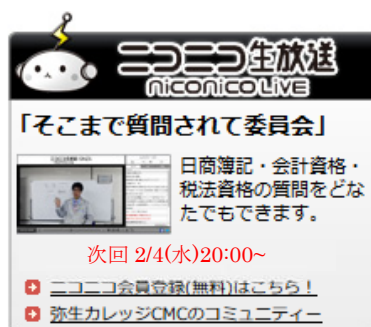 ニコニコ生放送
niconico LIVE
「そこまで質問されて委員会」
日商簿記・会計資格・
税法資格の質問をどな
たでもできます。
次回 2/4(水)20:00~
ニコニコ会員登録(無料)はこちら！
弥生カレッジCMCのコミュニティー